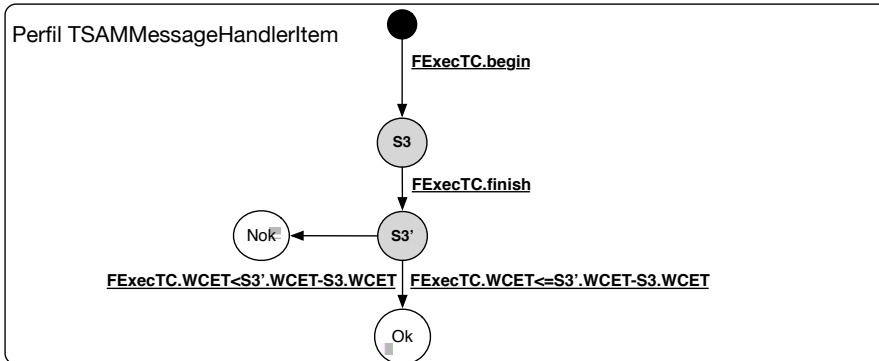 Perfil TSAMMessageHandlerItem
FExecTC.begin
S3
FExecTC.finish
Nok
S3'
FExecTC.WCET<S3'.WCET-S3.WCET
FExecTC.WCET<=S3'.WCET-S3.WCET
Ok